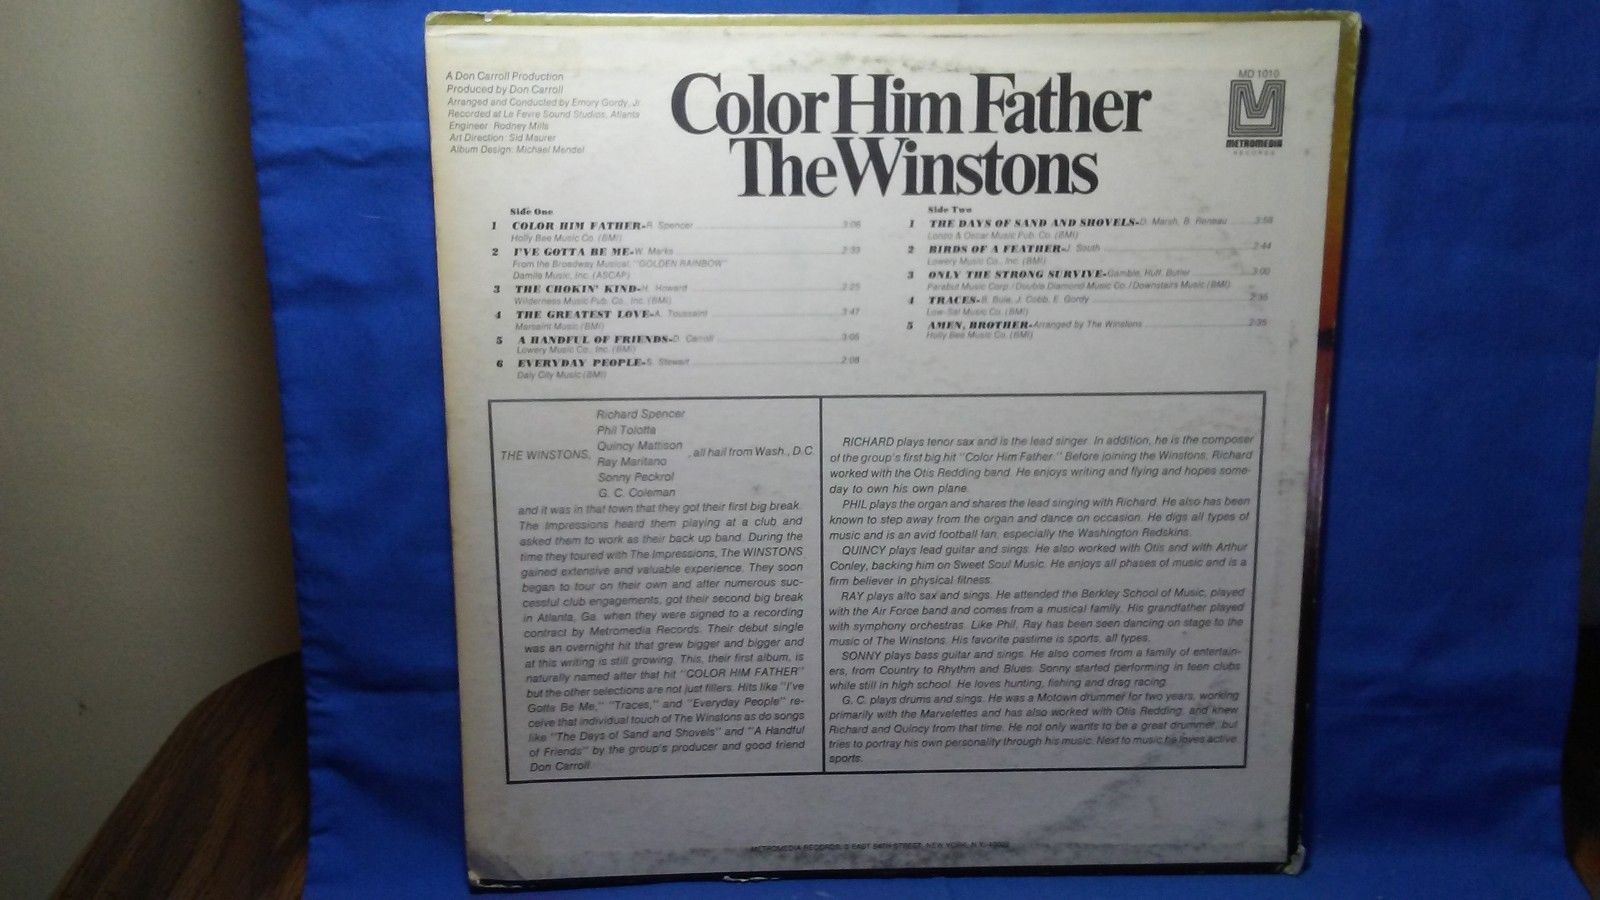 A Don Carroll Production
Produced by Don Carroll
Arranged and Conducted by Emory Gordy, Jr.
Recorded at Le Fevre Sound Studios, Atlanta
Engineer: Rodney Mills
Art Direction: Sid Maurer
Album Design: Michael Mendel
Color Him Father
The Winstons
MD 1010
METROMEDIA
RECORDS
Side One
1 COLOR HIM FATHER-R. Spencer 3:06
Holly Bee Music Co. (BMI)
2 I'VE GOTTA BE ME-W. Marks 2:33
From the Broadway Musical, "GOLDEN RAINBOW"
Damila Music, Inc. (ASCAP)
3 THE CHOKIN' KIND-H. Howard 2:25
Wilderness Music Pub. Co., Inc. (BMI)
4 THE GREATEST LOVE-A. Toussaint 3:47
Marsaint Music (BMI)
5 A HANDFUL OF FRIENDS-D. Carroll 3:05
Lowery Music Co., Inc. (BMI)
6 EVERYDAY PEOPLE-S. Stewart 2:08
Daly City Music (BMI)
Side Two
1 THE DAYS OF SAND AND SHOVELS-D. Marsh, B. Reneau 3:58
Lonzo & Oscar Music Pub. Co. (BMI)
2 BIRDS OF A FEATHER-J. South 2:44
Lowery Music Co., Inc. (BMI)
3 ONLY THE STRONG SURVIVE-Gamble, Huff, Butler 3:00
Parabut Music Corp./Double Diamond Music Co./Downstairs Music (BMI)
4 TRACES-B. Buie, J. Cobb, E. Gordy 2:35
Low-Sal Music Co. (BMI)
5 AMEN, BROTHER-Arranged by The Winstons 2:35
Holly Bee Music Co. (BMI)
Richard Spencer
Phil Tolotta
Quincy Mattison
THE WINSTONS, , all hail from Wash., D.C.
Ray Maritano
Sonny Peckrol
G. C. Coleman
and it was in that town that they got their first big break.
The Impressions heard them playing at a club and
asked them to work as their back up band. During the
time they toured with The Impressions, The WINSTONS
gained extensive and valuable experience. They soon
began to tour on their own and after numerous suc-
cessful club engagements, got their second big break
in Atlanta, Ga. when they were signed to a recording
contract by Metromedia Records. Their debut single
was an overnight hit that grew bigger and bigger and
at this writing is still growing. This, their first album, is
naturally named after that hit "COLOR HIM FATHER"
but the other selections are not just fillers. Hits like "I've
Gotta Be Me," "Traces," and "Everyday People" re-
ceive that individual touch of The Winstons as do songs
like "The Days of Sand and Shovels" and "A Handful
of Friends" by the group's producer and good friend
Don Carroll.
RICHARD plays tenor sax and is the lead singer. In addition, he is the composer
of the group's first big hit "Color Him Father." Before joining the Winstons, Richard
worked with the Otis Redding band. He enjoys writing and flying and hopes some-
day to own his own plane.
PHIL plays the organ and shares the lead singing with Richard. He also has been
known to step away from the organ and dance on occasion. He digs all types of
music and is an avid football fan, especially the Washington Redskins.
QUINCY plays lead guitar and sings. He also worked with Otis and with Arthur
Conley, backing him on Sweet Soul Music. He enjoys all phases of music and is a
firm believer in physical fitness.
RAY plays alto sax and sings. He attended the Berkley School of Music, played
with the Air Force band and comes from a musical family. His grandfather played
with symphony orchestras. Like Phil, Ray has been seen dancing on stage to the
music of The Winstons. His favorite pastime is sports, all types.
SONNY plays bass guitar and sings. He also comes from a family of entertain-
ers, from Country to Rhythm and Blues. Sonny started performing in teen clubs
while still in high school. He loves hunting, fishing and drag racing.
G. C. plays drums and sings. He was a Motown drummer for two years, working
primarily with the Marvelettes and has also worked with Otis Redding, and knew
Richard and Quincy from that time. He not only wants to be a great drummer, but
tries to portray his own personality through his music. Next to music he loves active
sports.
METROMEDIA RECORDS, 3 EAST 54TH STREET, NEW YORK, N.Y. 10022